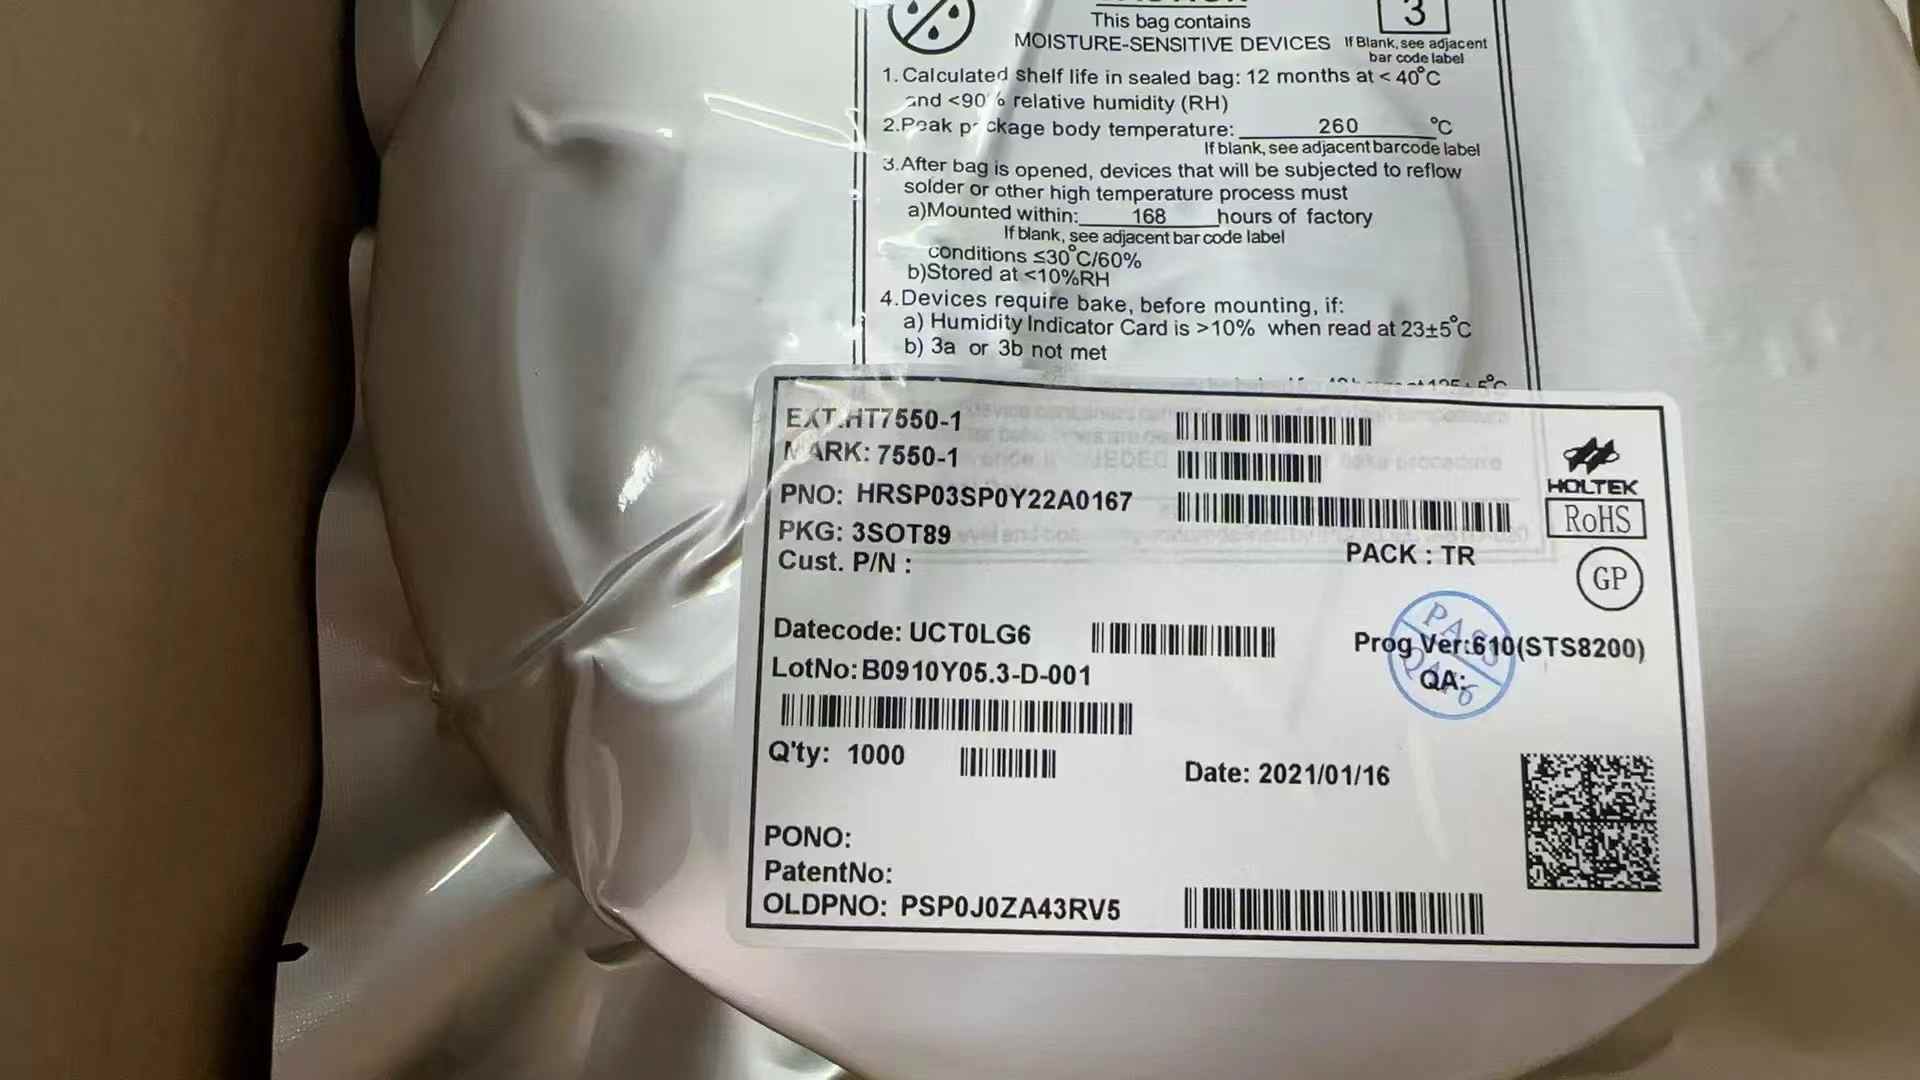 3
This bag contains
MOISTURE-SENSITIVE DEVICES
If Blank, see adjacent
bar code label
1. Calculated shelf life in sealed bag: 12 months at < 40°C
and <90% relative humidity (RH)
2.Peak package body temperature: 260 °C
If blank, see adjacent barcode label
3.After bag is opened, devices that will be subjected to reflow
solder or other high temperature process must
a)Mounted within: 168 hours of factory
If blank, see adjacent bar code label
conditions ≤30°C/60%
b)Stored at <10%RH
4.Devices require bake, before mounting, if:
a) Humidity Indicator Card is >10% when read at 23±5°C
b) 3a or 3b not met
EXT.HT7550-1
MARK: 7550-1
PNO: HRSP03SP0Y22A0167
PKG: 3SOT89
Cust. P/N :
HOLTEK
RoHS
PACK : TR
GP
Datecode: UCT0LG6
LotNo: B0910Y05.3-D-001
Prog Ver:610(STS8200)
QA:
PASS
Q'ty: 1000
Date: 2021/01/16
PONO:
PatentNo:
OLDPNO: PSP0J0ZA43RV5